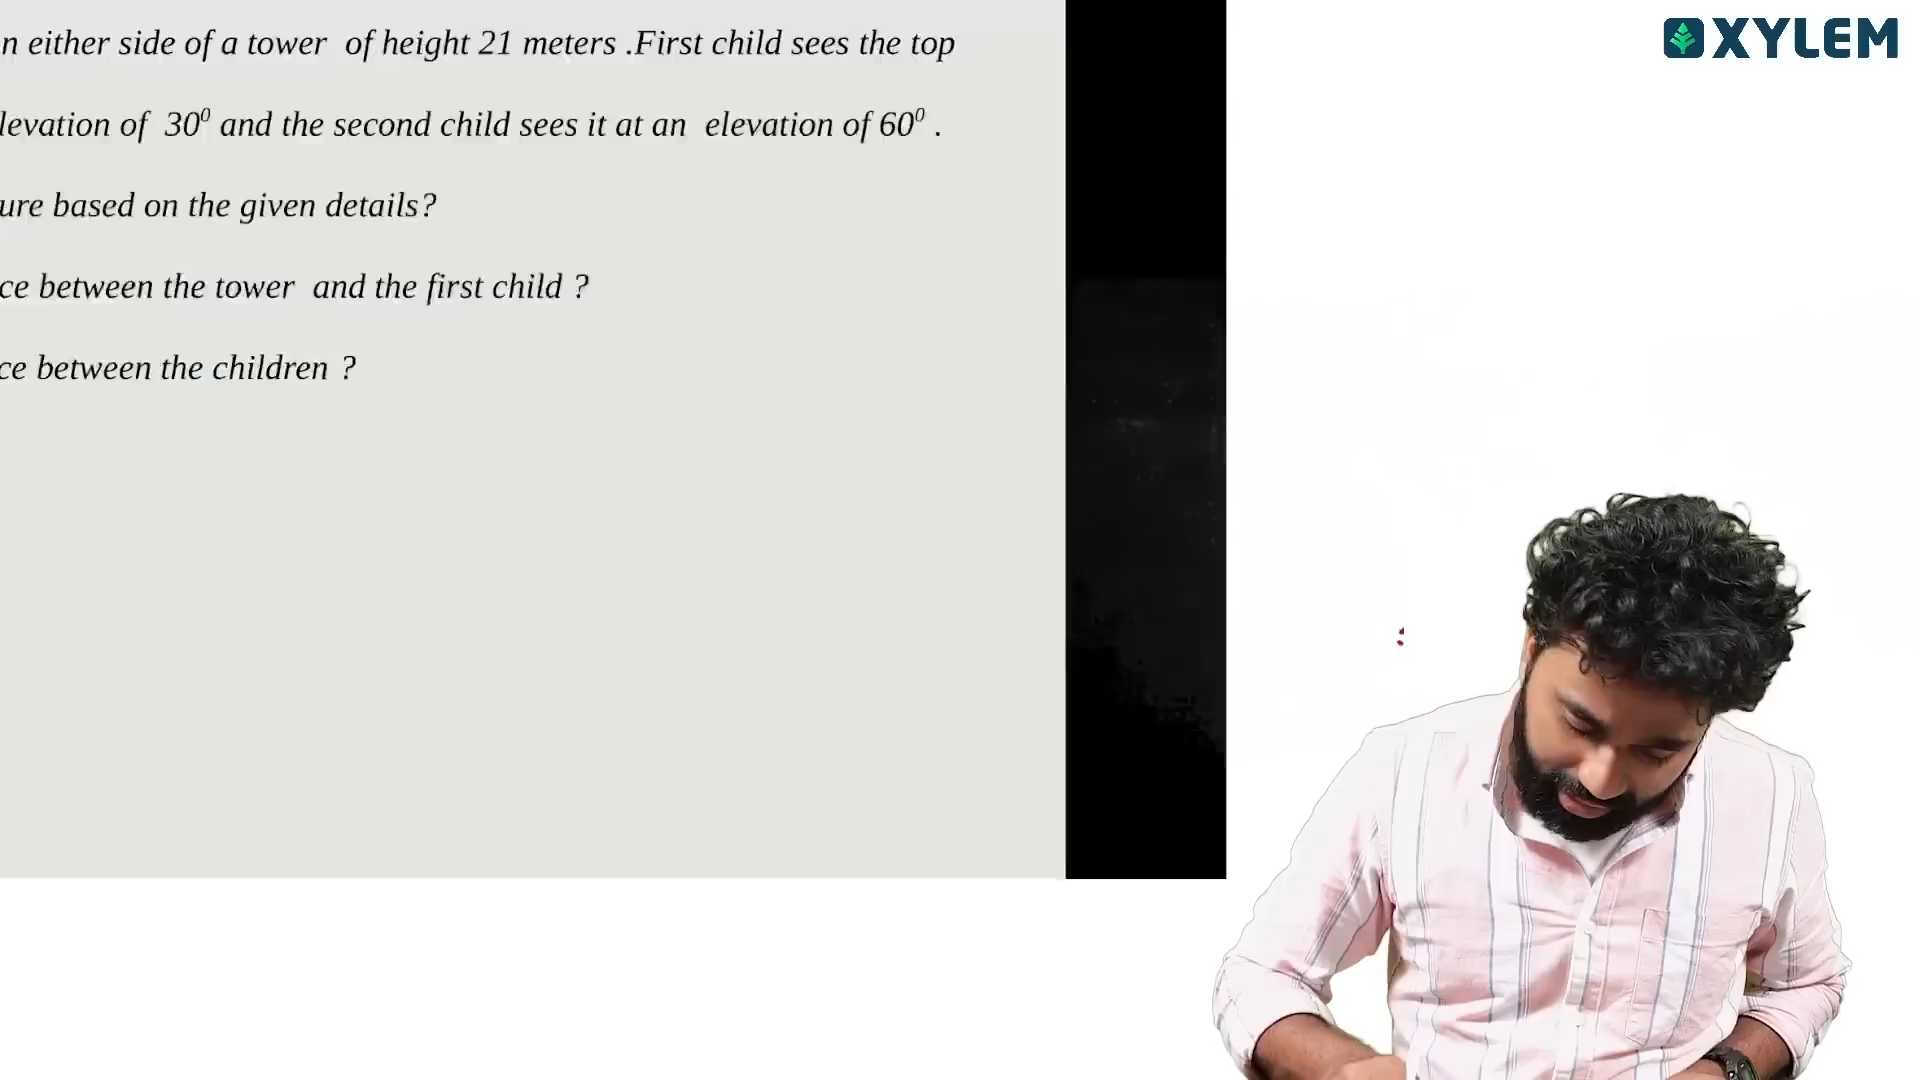 XYLEM
n either side of a tower of height 21 meters .First child sees the top
levation of 30⁰ and the second child sees it at an elevation of 60⁰ .
ure based on the given details?
ce between the tower and the first child ?
ce between the children ?